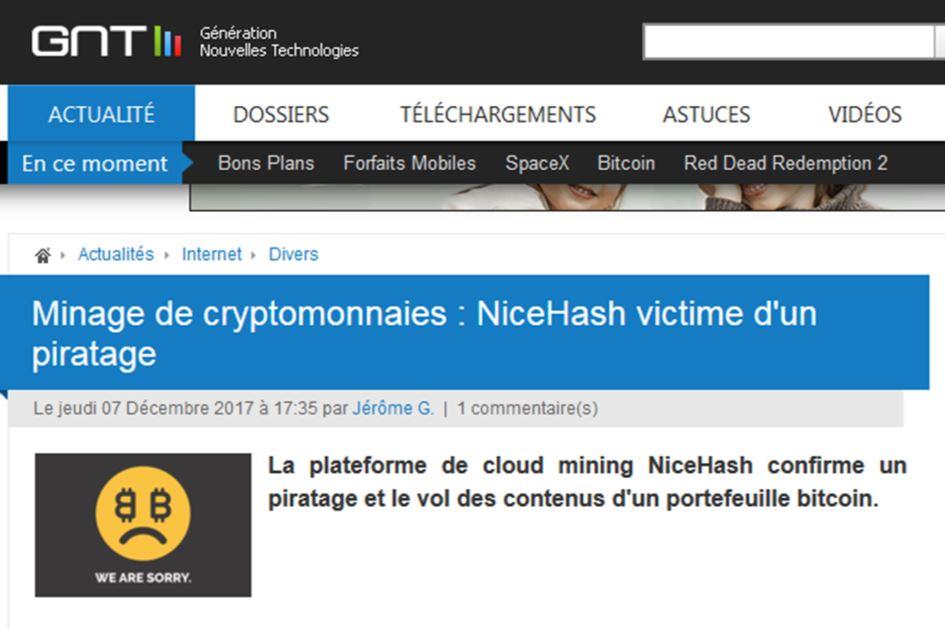 GNT Génération
Nouvelles Technologies
ACTUALITÉ DOSSIERS TÉLÉCHARGEMENTS ASTUCES VIDÉOS
En ce moment Bons Plans Forfaits Mobiles SpaceX Bitcoin Red Dead Redemption 2
Actualités Internet Divers
Minage de cryptomonnaies : NiceHash victime d'un
piratage
Le jeudi 07 Décembre 2017 à 17:35 par Jérôme G. | 1 commentaire(s)
La plateforme de cloud mining NiceHash confirme un
piratage et le vol des contenus d'un portefeuille bitcoin.
WE ARE SORRY.